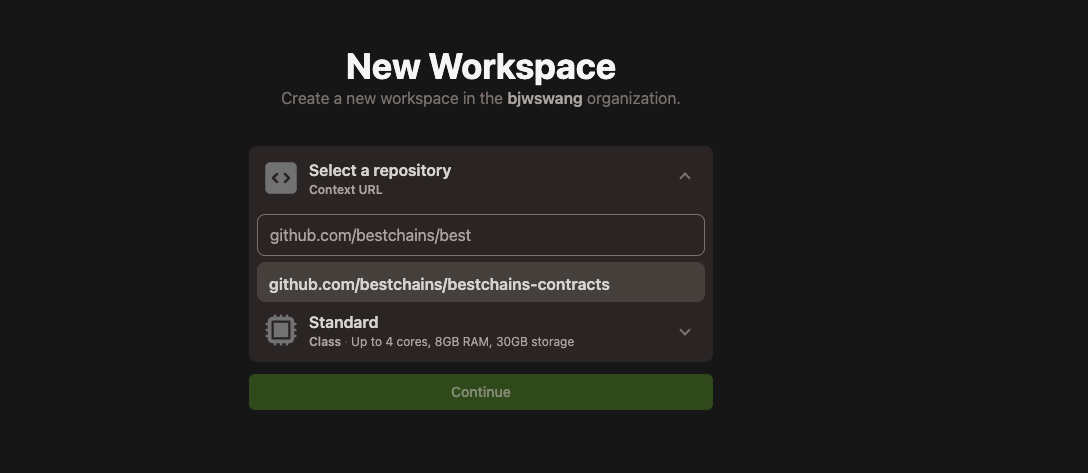 New Workspace
Create a new workspace in the bjwswang organization.
Select a repository
Context URL
github.com/bestchains/best
github.com/bestchains/bestchains-contracts
Standard
Class · Up to 4 cores, 8GB RAM, 30GB storage
Continue